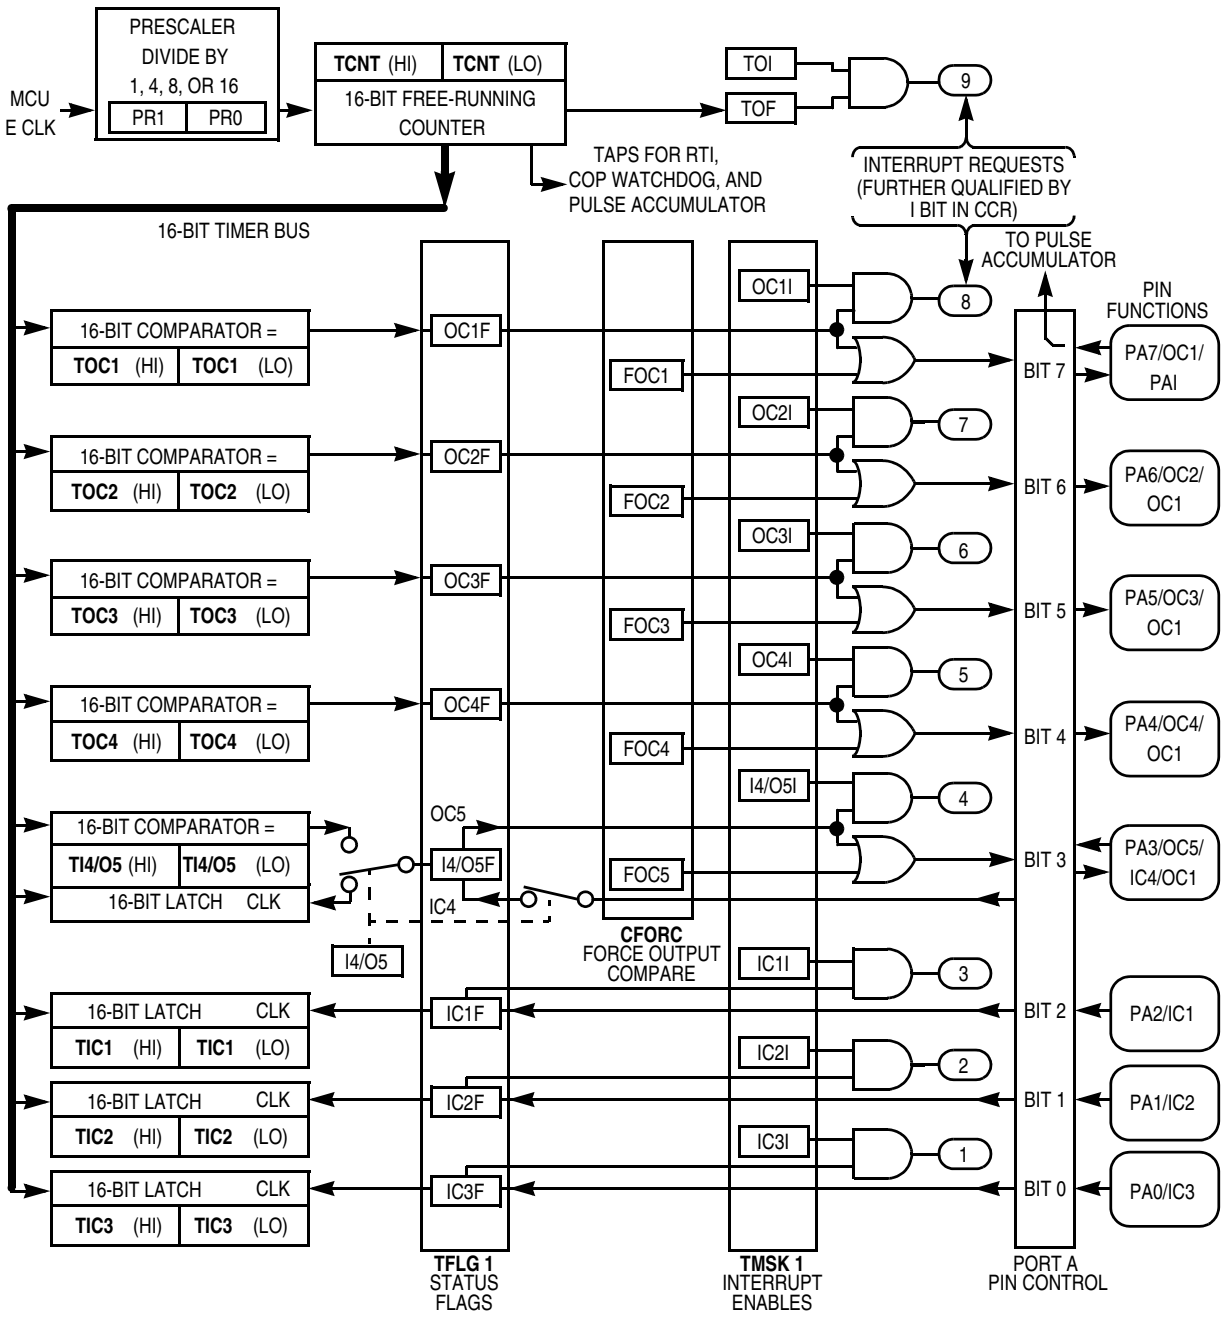 PRESCALER
DIVIDE BY
1, 4, 8, OR 16
PR1 PR0
MCU
E CLK
TCNT (HI) TCNT (LO)
16-BIT FREE-RUNNING
COUNTER
TOI
TOF
9
TAPS FOR RTI,
COP WATCHDOG, AND
PULSE ACCUMULATOR
INTERRUPT REQUESTS
(FURTHER QUALIFIED BY
I BIT IN CCR)
16-BIT TIMER BUS
TO PULSE
ACCUMULATOR
PIN
FUNCTIONS
OC1I
8
16-BIT COMPARATOR =
TOC1 (HI) TOC1 (LO)
OC1F
FOC1
BIT 7
PA7/OC1/
PAI
OC2I
7
16-BIT COMPARATOR =
TOC2 (HI) TOC2 (LO)
OC2F
FOC2
BIT 6
PA6/OC2/
OC1
OC3I
6
16-BIT COMPARATOR =
TOC3 (HI) TOC3 (LO)
OC3F
FOC3
BIT 5
PA5/OC3/
OC1
OC4I
5
16-BIT COMPARATOR =
TOC4 (HI) TOC4 (LO)
OC4F
FOC4
BIT 4
PA4/OC4/
OC1
I4/O5I
4
OC5
16-BIT COMPARATOR =
TI4/O5 (HI) TI4/O5 (LO)
16-BIT LATCH CLK
I4/O5F
FOC5
BIT 3
PA3/OC5/
IC4/OC1
IC4
I4/O5
CFORC
FORCE OUTPUT
COMPARE
IC1I
3
16-BIT LATCH CLK
TIC1 (HI) TIC1 (LO)
IC1F
BIT 2
PA2/IC1
IC2I
2
16-BIT LATCH CLK
TIC2 (HI) TIC2 (LO)
IC2F
BIT 1
PA1/IC2
IC3I
1
16-BIT LATCH CLK
TIC3 (HI) TIC3 (LO)
IC3F
BIT 0
PA0/IC3
TFLG 1
STATUS
FLAGS
TMSK 1
INTERRUPT
ENABLES
PORT A
PIN CONTROL